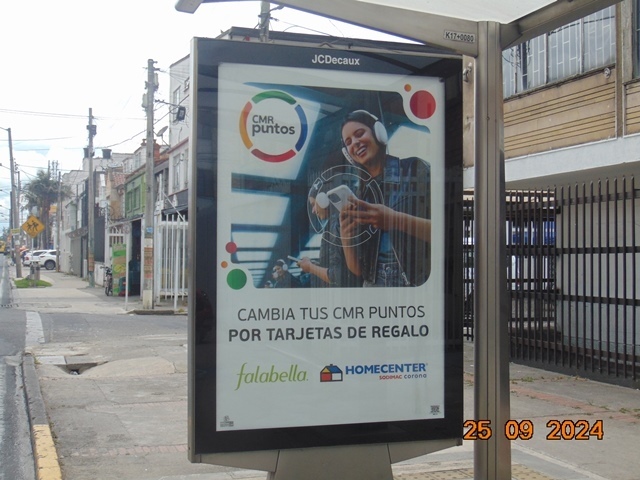 K17+0080
JCDecaux
CMR
puntos
CAMBIA TUS CMR PUNTOS
POR TARJETAS DE REGALO
falabella.
HOMECENTER
SODIMAC corona
25 09 2024